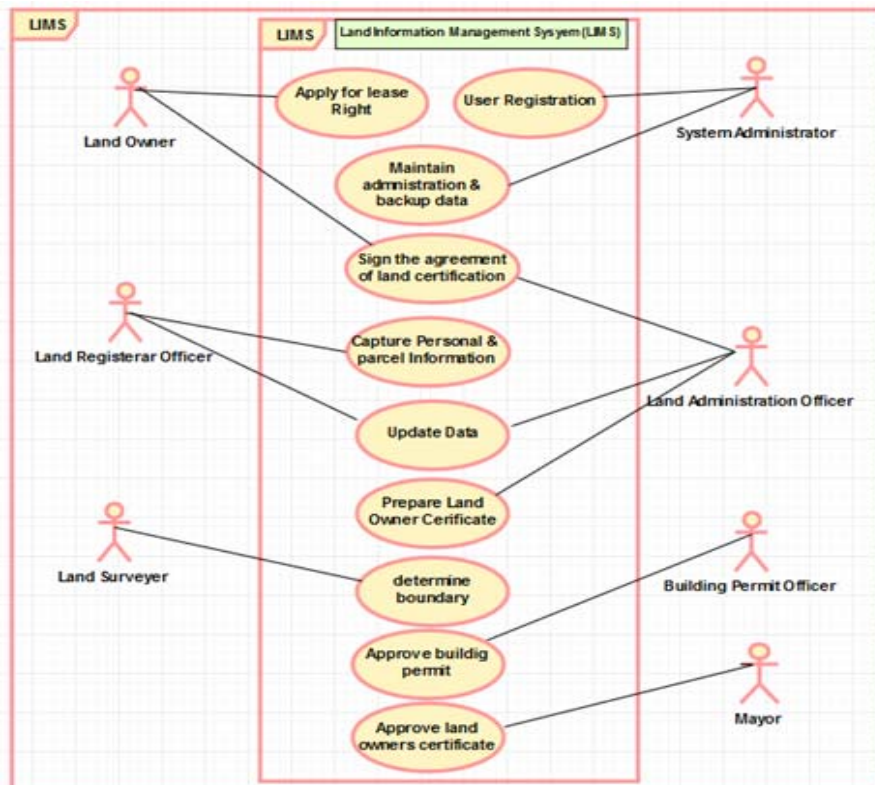 LIMS
LIMS
Land Information Management Sysyem (LIMS)
Apply for lease
Right
User Registration
Land Owner
System Administrator
Maintain
admnistration &
backup data
Sign the agreement
of land certification
Capture Personal &
parcel Information
Land Registerar Officer
Land Administration Officer
Update Data
Prepare Land
Owner Cerificate
Land Surveyer
determine
boundary
Building Permit Officer
Approve buildig
permit
Mayor
Approve land
owners certificate